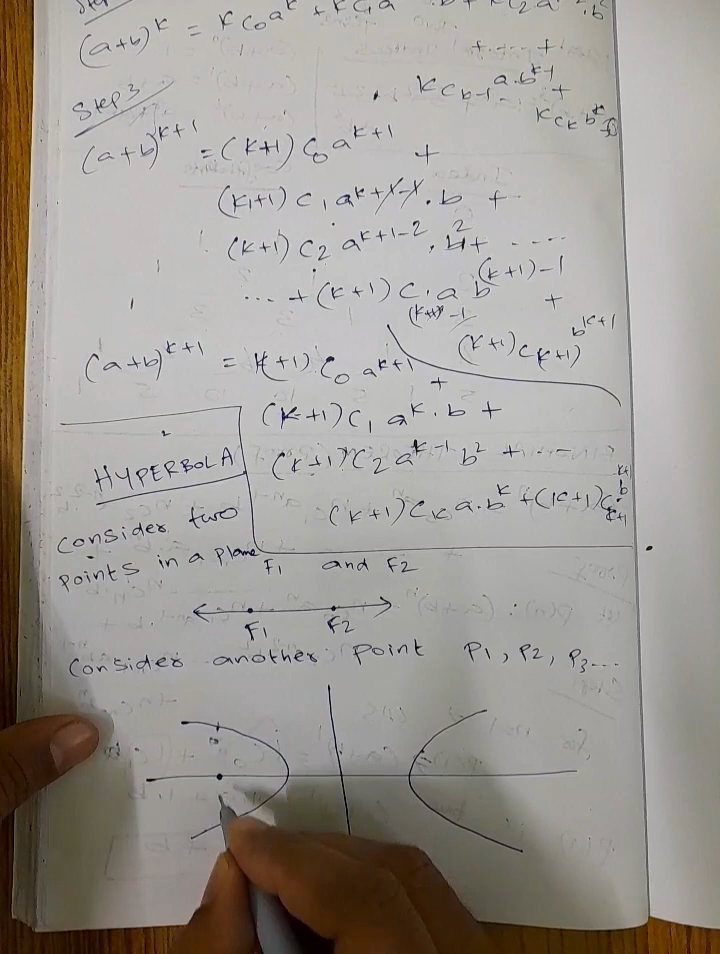 (a+b)^k = kC0 a^k + kC1 a b + kC2 a . b
+ ---- +
kCk-1 a.b^k-1 +
kCk b^k
Step 3
(a+b)^k+1 = (k+1) C0 a^k+1 +
(k+1) C1 a^k+1-1 . b +
(k+1) C2 a^k+1-2 . b^2 + ....
... + (k+1) C(k+1)-1 a b^(k+1)-1 +
(k+1)C(k+1) b^k+1
(a+b)^k+1 = (k+1) C0 a^k+1 +
(k+1)C1 a^k . b +
(k+1)C2 a^k-1 b^2 + ---
(k+1)Ck a.b^k + (k+1)Ck+1 b^k+1
HYPERBOLA
Consider two
points in a plane F1 and F2
F1 F2
Consider another point P1, P2, P3....